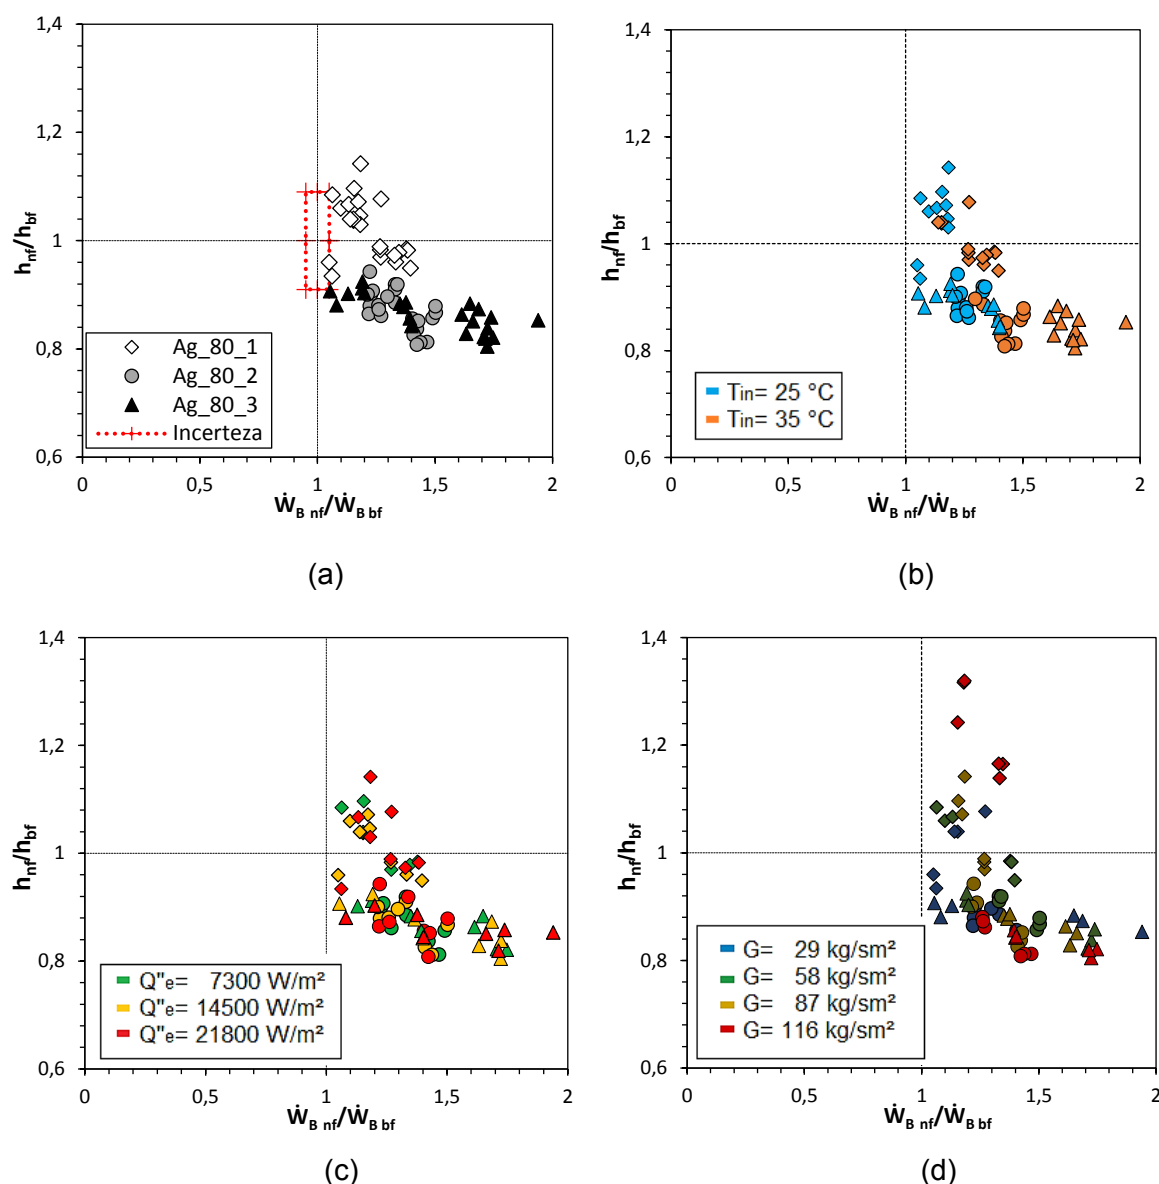 1,4
1,2
1
0,8
0,6
h_nf/h_bf
Ag_80_1
Ag_80_2
Ag_80_3
Incerteza
0
0,5
1
1,5
2
Ẇ_B nf/Ẇ_B bf
(a)
1,4
1,2
1
0,8
0,6
h_nf/h_bf
Tin= 25 °C
Tin= 35 °C
0
0,5
1
1,5
2
Ẇ_B nf/Ẇ_B bf
(b)
1,4
1,2
1
0,8
0,6
h_nf/h_bf
Q"e= 7300 W/m²
Q"e= 14500 W/m²
Q"e= 21800 W/m²
0
0,5
1
1,5
2
Ẇ_B nf/Ẇ_B bf
(c)
1,4
1,2
1
0,8
0,6
h_nf/h_bf
G= 29 kg/sm²
G= 58 kg/sm²
G= 87 kg/sm²
G= 116 kg/sm²
0
0,5
1
1,5
2
Ẇ_B nf/Ẇ_B bf
(d)